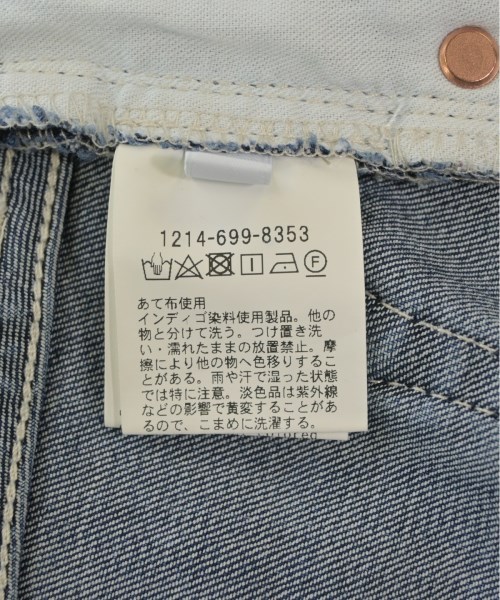 1214-699-8353
あて布使用
インディゴ染料使用製品。他の
物と分けて洗う。つけ置き洗
い・濡れたままの放置禁止。摩
擦により他の物へ色移りするこ
とがある。雨や汗で湿った状態
では特に注意。淡色品は紫外線
などの影響で黄変することがあ
るので、こまめに洗濯する。